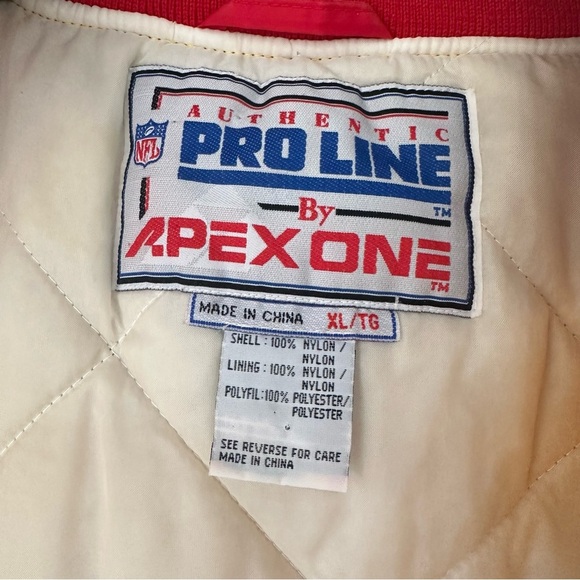 AUTHENTIC
NFL
PRO LINE
TM
By
APEX ONE
TM
MADE IN CHINA XL/TG
SHELL: 100% NYLON/
NYLON
LINING: 100% NYLON/
NYLON
POLYFIL:100% POLYESTER/
POLYESTER
SEE REVERSE FOR CARE
MADE IN CHINA